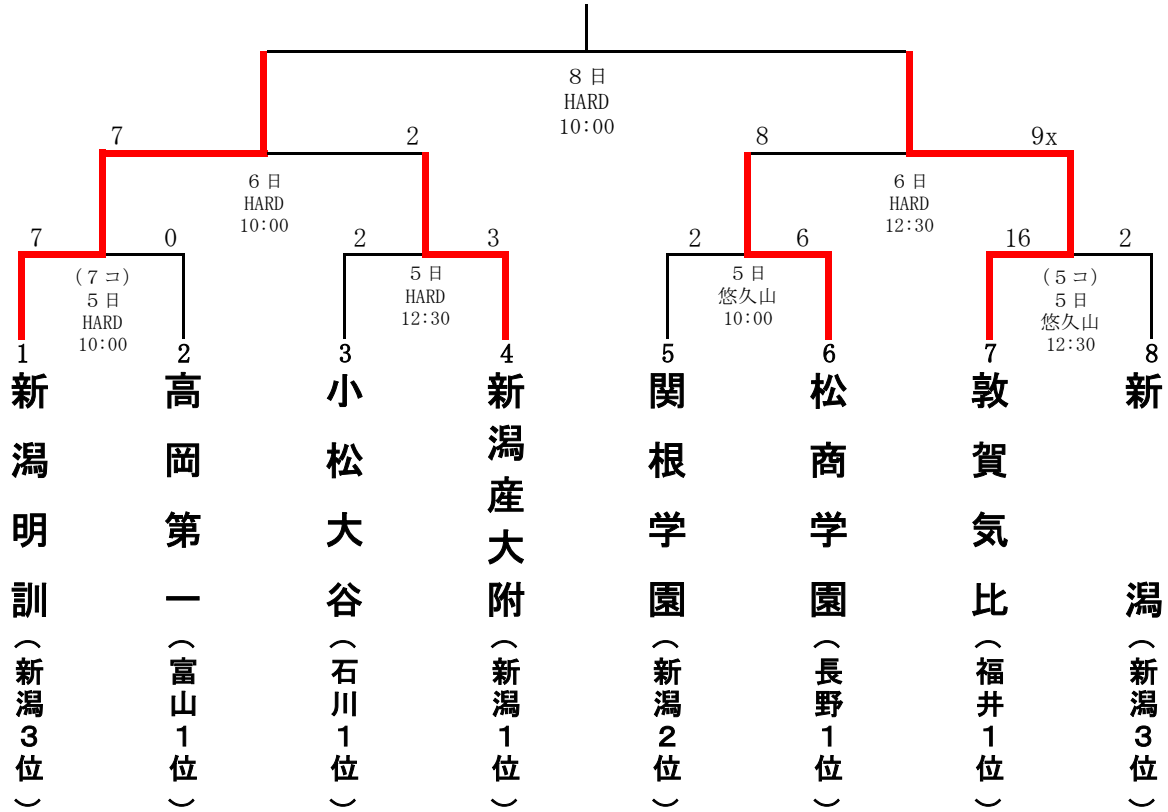 8日
HARD
10:00
7
2
8
9x
6日
HARD
10:00
6日
HARD
12:30
7
0
2
3
2
6
16
2
(7コ)
5日
HARD
10:00
5日
HARD
12:30
5日
悠久山
10:00
(5コ)
5日
悠久山
12:30
1
2
3
4
5
6
7
8
新潟明訓(新潟3位)
高岡第一(富山1位)
小松大谷(石川1位)
新潟産大附(新潟1位)
関根学園(新潟2位)
松商学園(長野1位)
敦賀気比(福井1位)
新潟(新潟3位)